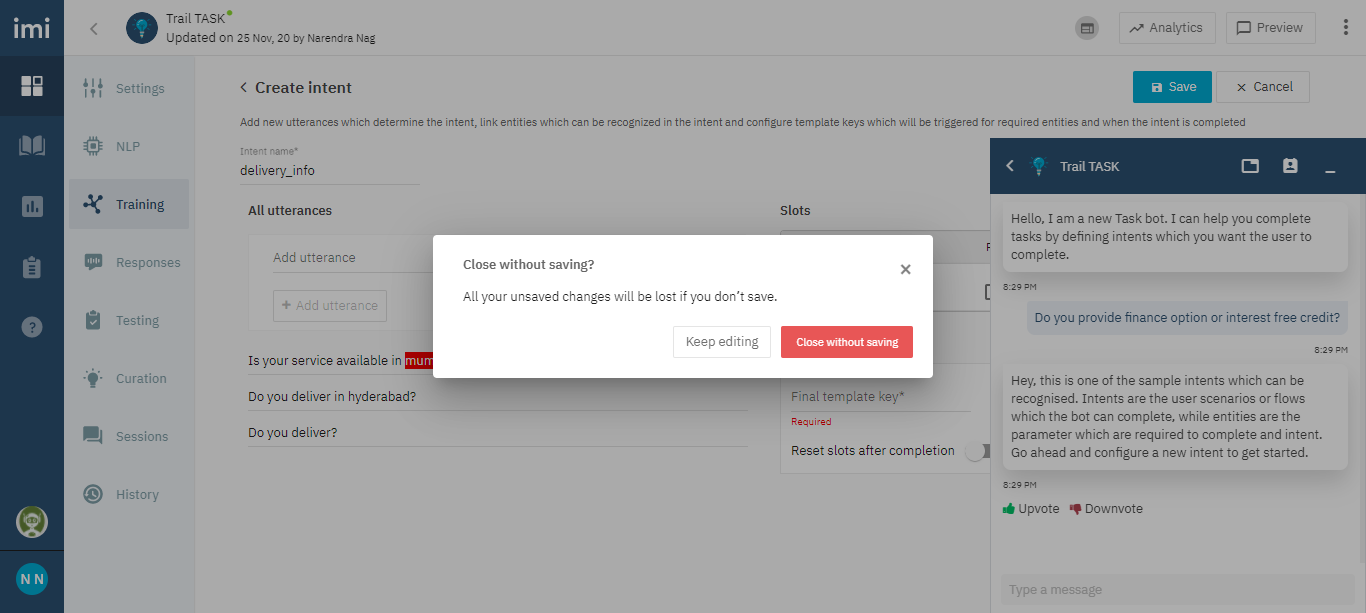 imi
Trail TASK
Updated on 25 Nov, 20 by Narendra Nag
Analytics
Preview
Settings
NLP
Training
Responses
Testing
Curation
Sessions
History
N N
Create intent
Save
Cancel
Add new utterances which determine the intent, link entities which can be recognized in the intent and configure template keys which will be triggered for required entities and when the intent is completed
Intent name*
delivery_info
All utterances
Slots
Add utterance
+ Add utterance
Is your service available in mum
Do you deliver in hyderabad?
Do you deliver?
Final template key*
Required
Reset slots after completion
Close without saving?
All your unsaved changes will be lost if you don’t save.
Keep editing
Close without saving
Trail TASK
Hello, I am a new Task bot. I can help you complete
tasks by defining intents which you want the user to
complete.
8:29 PM
Do you provide finance option or interest free credit?
8:29 PM
Hey, this is one of the sample intents which can be
recognised. Intents are the user scenarios or flows
which the bot can complete, while entities are the
parameter which are required to complete and intent.
Go ahead and configure a new intent to get started.
8:29 PM
Upvote Downvote
Type a message